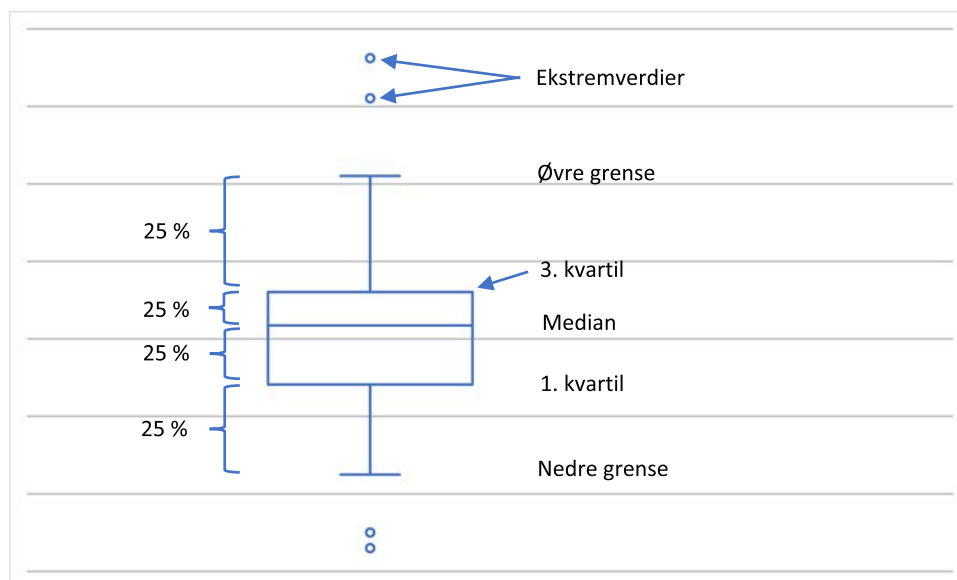 Ekstremverdier
Øvre grense
25 %
3. kvartil
25 %
Median
25 %
1. kvartil
25 %
Nedre grense